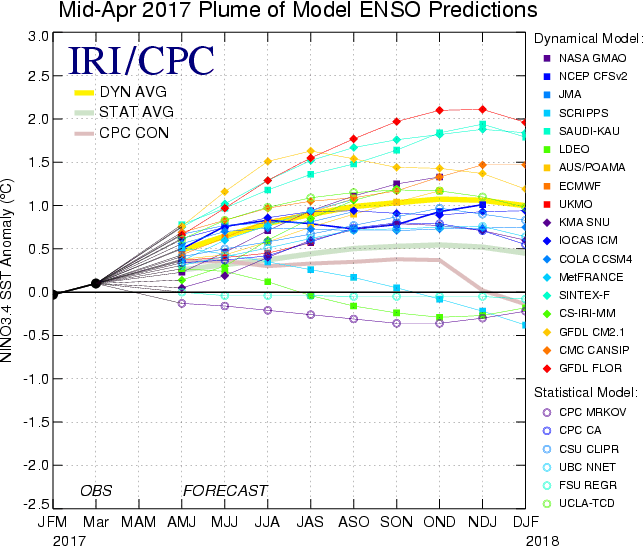 Mid-Apr 2017 Plume of Model ENSO Predictions
IRI/CPC
DYN AVG
STAT AVG
CPC CON
NINO3.4 SST Anomaly (ºC)
3.0
2.5
2.0
1.5
1.0
0.5
0.0
-0.5
-1.0
-1.5
-2.0
-2.5
OBS FORECAST
JFM Mar MAM AMJ MJJ JJA JAS ASO SON OND NDJ DJF
2017 2018
Dynamical Model:
NASA GMAO
NCEP CFSv2
JMA
SCRIPPS
SAUDI-KAU
LDEO
AUS/POAMA
ECMWF
UKMO
KMA SNU
IOCAS ICM
COLA CCSM4
MetFRANCE
SINTEX-F
CS-IRI-MM
GFDL CM2.1
CMC CANSIP
GFDL FLOR
Statistical Model:
CPC MRKOV
CPC CA
CSU CLIPR
UBC NNET
FSU REGR
UCLA-TCD